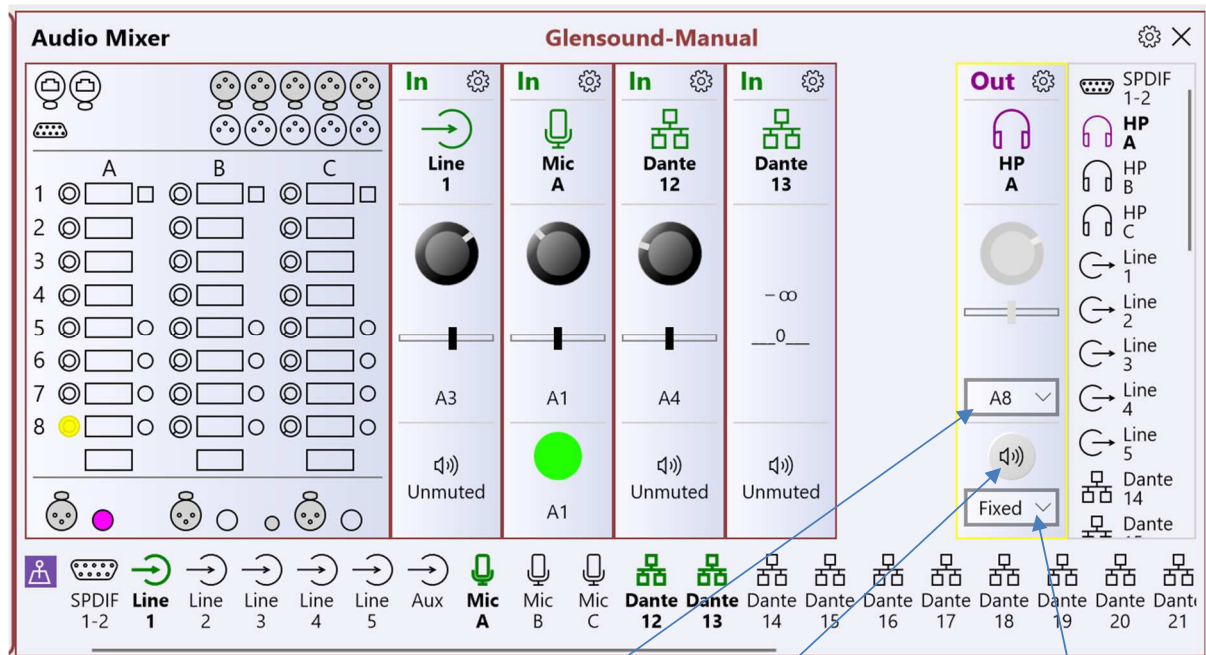 Audio Mixer
Glensound-Manual
A B C
1
2
3
4
5
6
7
8
In
Line
1
A3
Unmuted
In
Mic
A
A1
A1
In
Dante
12
A4
Unmuted
In
Dante
13
- ∞
__0__
Unmuted
Out
HP
A
A8
Fixed
SPDIF
1-2
HP
A
HP
B
HP
C
Line
1
Line
2
Line
3
Line
4
Line
5
Dante
14
Dante
SPDIF Line Line Line Line Line Aux Mic Mic Mic Dante Dante Dante Dante Dante Dante Dante Dante Dante
1-2 1 2 3 4 5 A B C 12 13 14 15 16 17 18 19 20 21